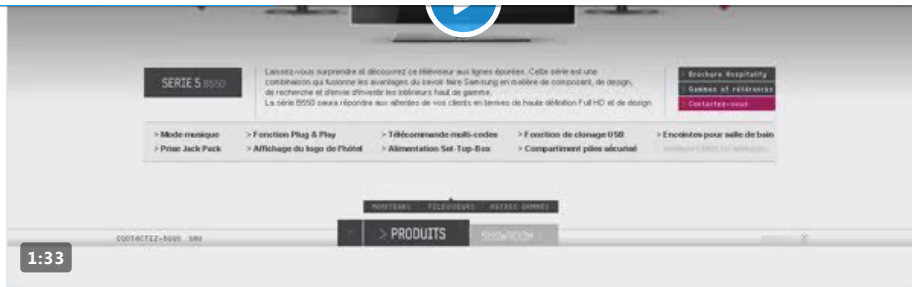 SERIE 5 B550
Laissez-vous surprendre et découvrez ce téléviseur aux lignes épurées. Cette série est une
combinaison qui fusionne les avantages du savoir faire Samsung en matière de composant, de design,
de recherche et d'envie d'investir les intérieurs haut de gamme.
La série B550 saura répondre aux attentes de vos clients en termes de haute définition Full HD et de design
> Brochure Hospitality
> Gammes et références
> Contactez-vous
> Mode musique > Fonction Plug & Play > Télécommande multi-codes > Fonction de clonage USB > Enceintes pour salle de bain
> Prise Jack Pack > Affichage du logo de l'hôtel > Alimentation Set-Top-Box > Compartiment piles sécurisé
MONITEURS TÉLÉVISEURS AUTRES GAMMES
> PRODUITS SHOWROOM
CONTACTEZ-NOUS SAV
1:33